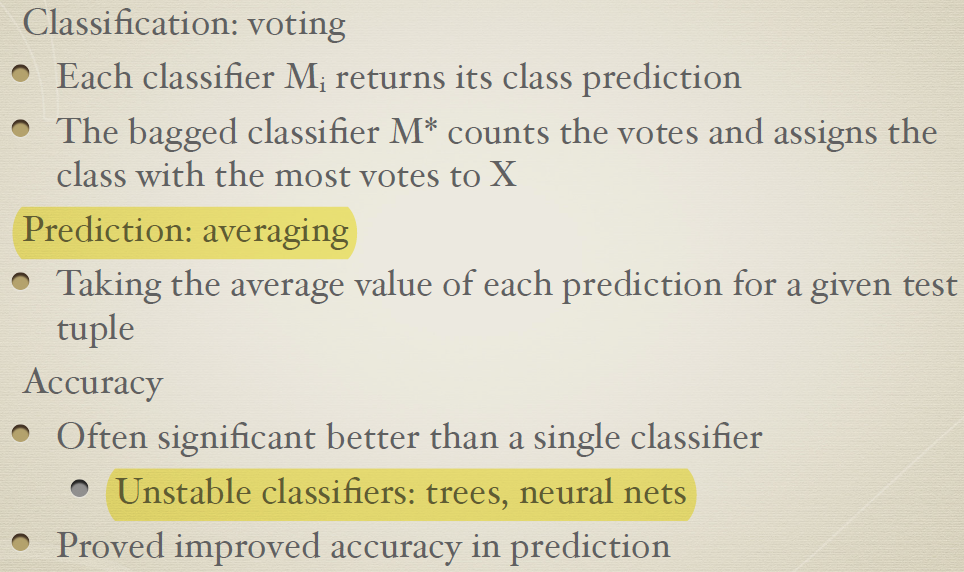 Classification: voting
Each classifier Mi returns its class prediction
The bagged classifier M* counts the votes and assigns the
class with the most votes to X
Prediction: averaging
Taking the average value of each prediction for a given test
tuple
Accuracy
Often significant better than a single classifier
Unstable classifiers: trees, neural nets
Proved improved accuracy in prediction